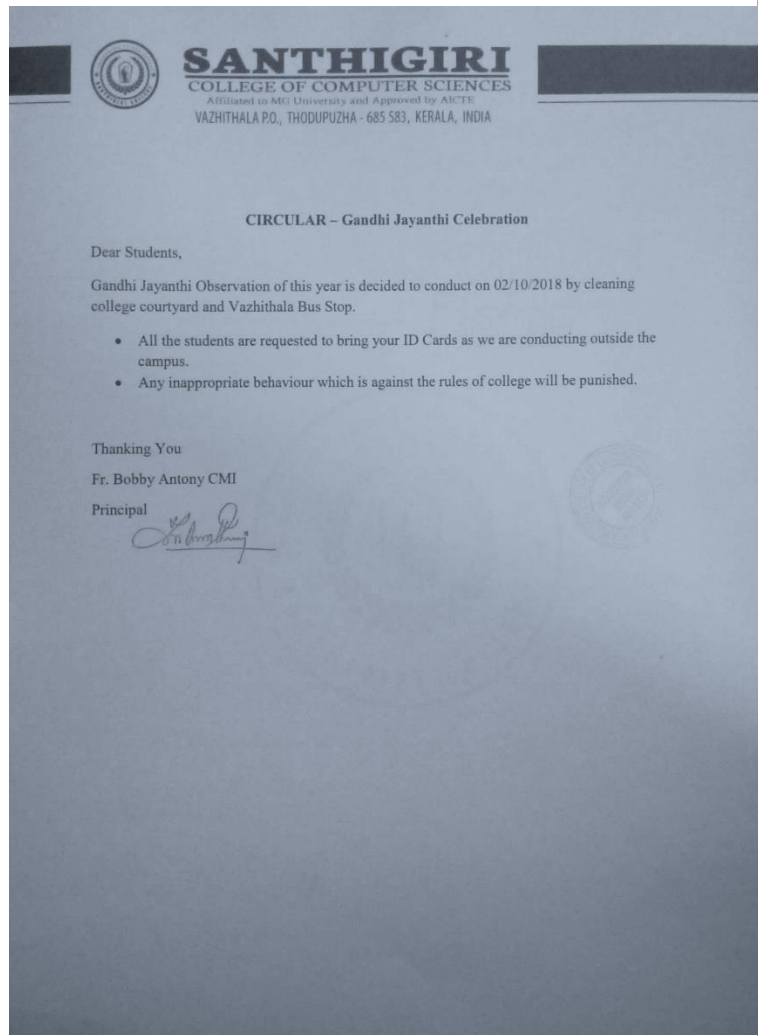 SANTHIGIRI
COLLEGE OF COMPUTER SCIENCES
Affiliated to MG University and Approved by AICTE
VAZHITHALA P.O., THODUPUZHA - 685 583, KERALA, INDIA
CIRCULAR – Gandhi Jayanthi Celebration
Dear Students,
Gandhi Jayanthi Observation of this year is decided to conduct on 02/10/2018 by cleaning
college courtyard and Vazhithala Bus Stop.
• All the students are requested to bring your ID Cards as we are conducting outside the
campus.
• Any inappropriate behaviour which is against the rules of college will be punished.
Thanking You
Fr. Bobby Antony CMI
Principal